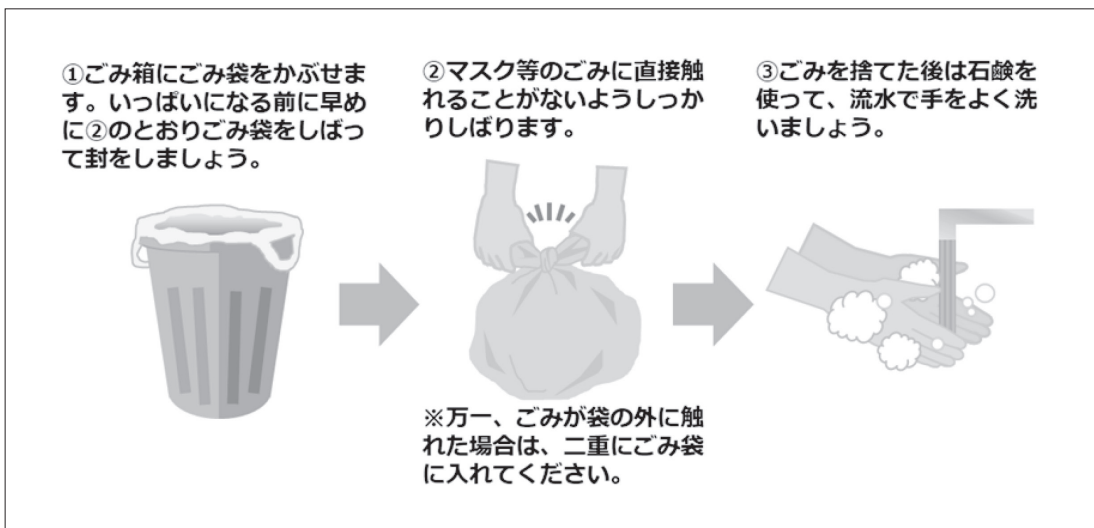 ①ごみ箱にごみ袋をかぶせま
す。いっぱいになる前に早め
に②のとおりごみ袋をしばっ
て封をしましょう。
②マスク等のごみに直接触
れることがないようしっか
りしばります。
※万一、ごみが袋の外に触
れた場合は、二重にごみ袋
に入れてください。
③ごみを捨てた後は石鹸を
使って、流水で手をよく洗
いましょう。